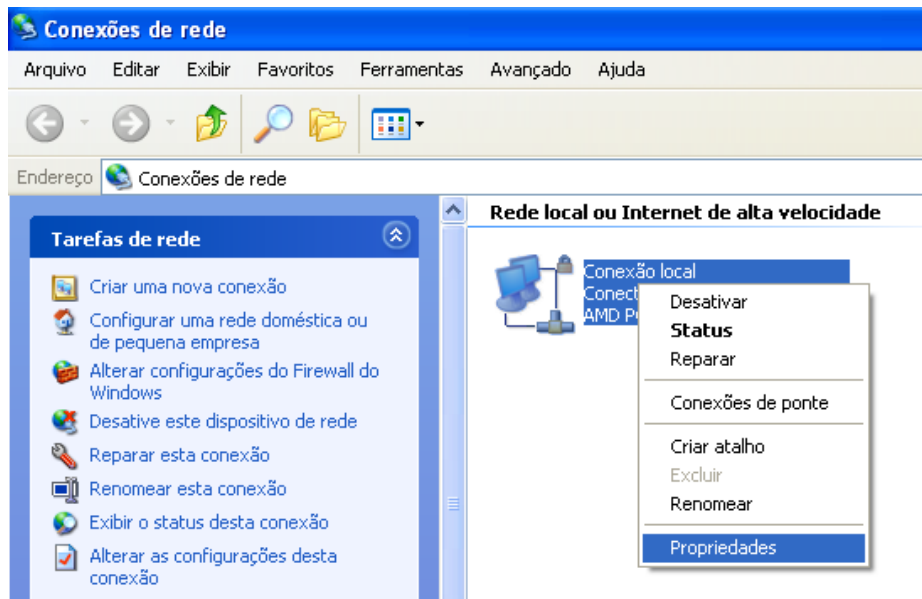 Conexões de rede
Arquivo Editar Exibir Favoritos Ferramentas Avançado Ajuda
Endereço Conexões de rede
Tarefas de rede
Criar uma nova conexão
Configurar uma rede doméstica ou
de pequena empresa
Alterar configurações do Firewall do
Windows
Desative este dispositivo de rede
Reparar esta conexão
Renomear esta conexão
Exibir o status desta conexão
Alterar as configurações desta
conexão
Rede local ou Internet de alta velocidade
Conexão local
Conect
AMD
Desativar
Status
Reparar
Conexões de ponte
Criar atalho
Excluir
Renomear
Propriedades